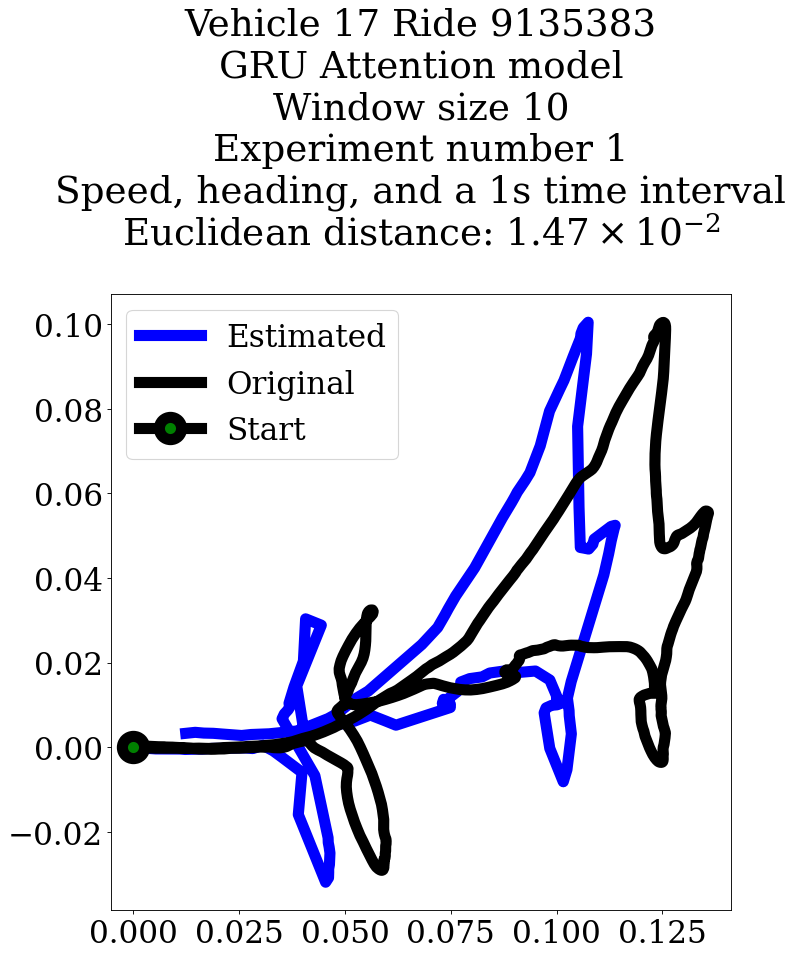 Vehicle 17 Ride 9135383
GRU Attention model
Window size 10
Experiment number 1
Speed, heading, and a 1s time interval
Euclidean distance: 1.47 × 10⁻²
Estimated
Original
Start
0.10
0.08
0.06
0.04
0.02
0.00
−0.02
0.000 0.025 0.050 0.075 0.100 0.125